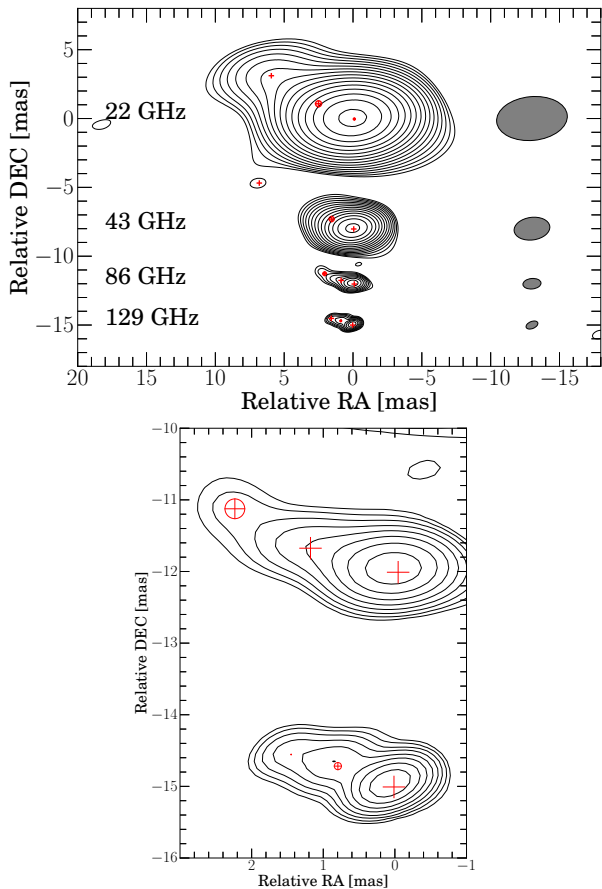 5
0
−5
−10
−15
Relative DEC [mas]
22 GHz
43 GHz
86 GHz
129 GHz
20 15 10 5 0 −5 −10 −15
Relative RA [mas]
−10
−11
−12
−13
−14
−15
−16
Relative DEC [mas]
2 1 0 −1
Relative RA [mas]